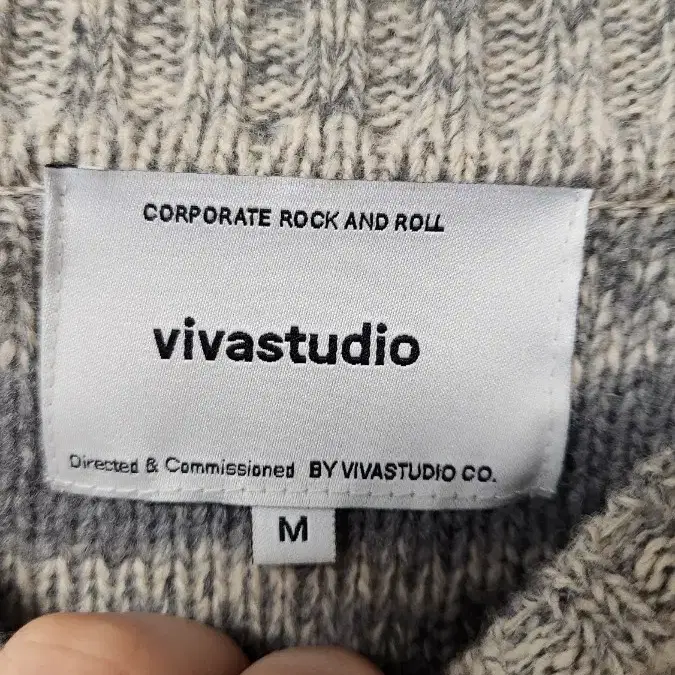 CORPORATE ROCK AND ROLL
vivastudio
Directed & Commissioned BY VIVASTUDIO CO.
M